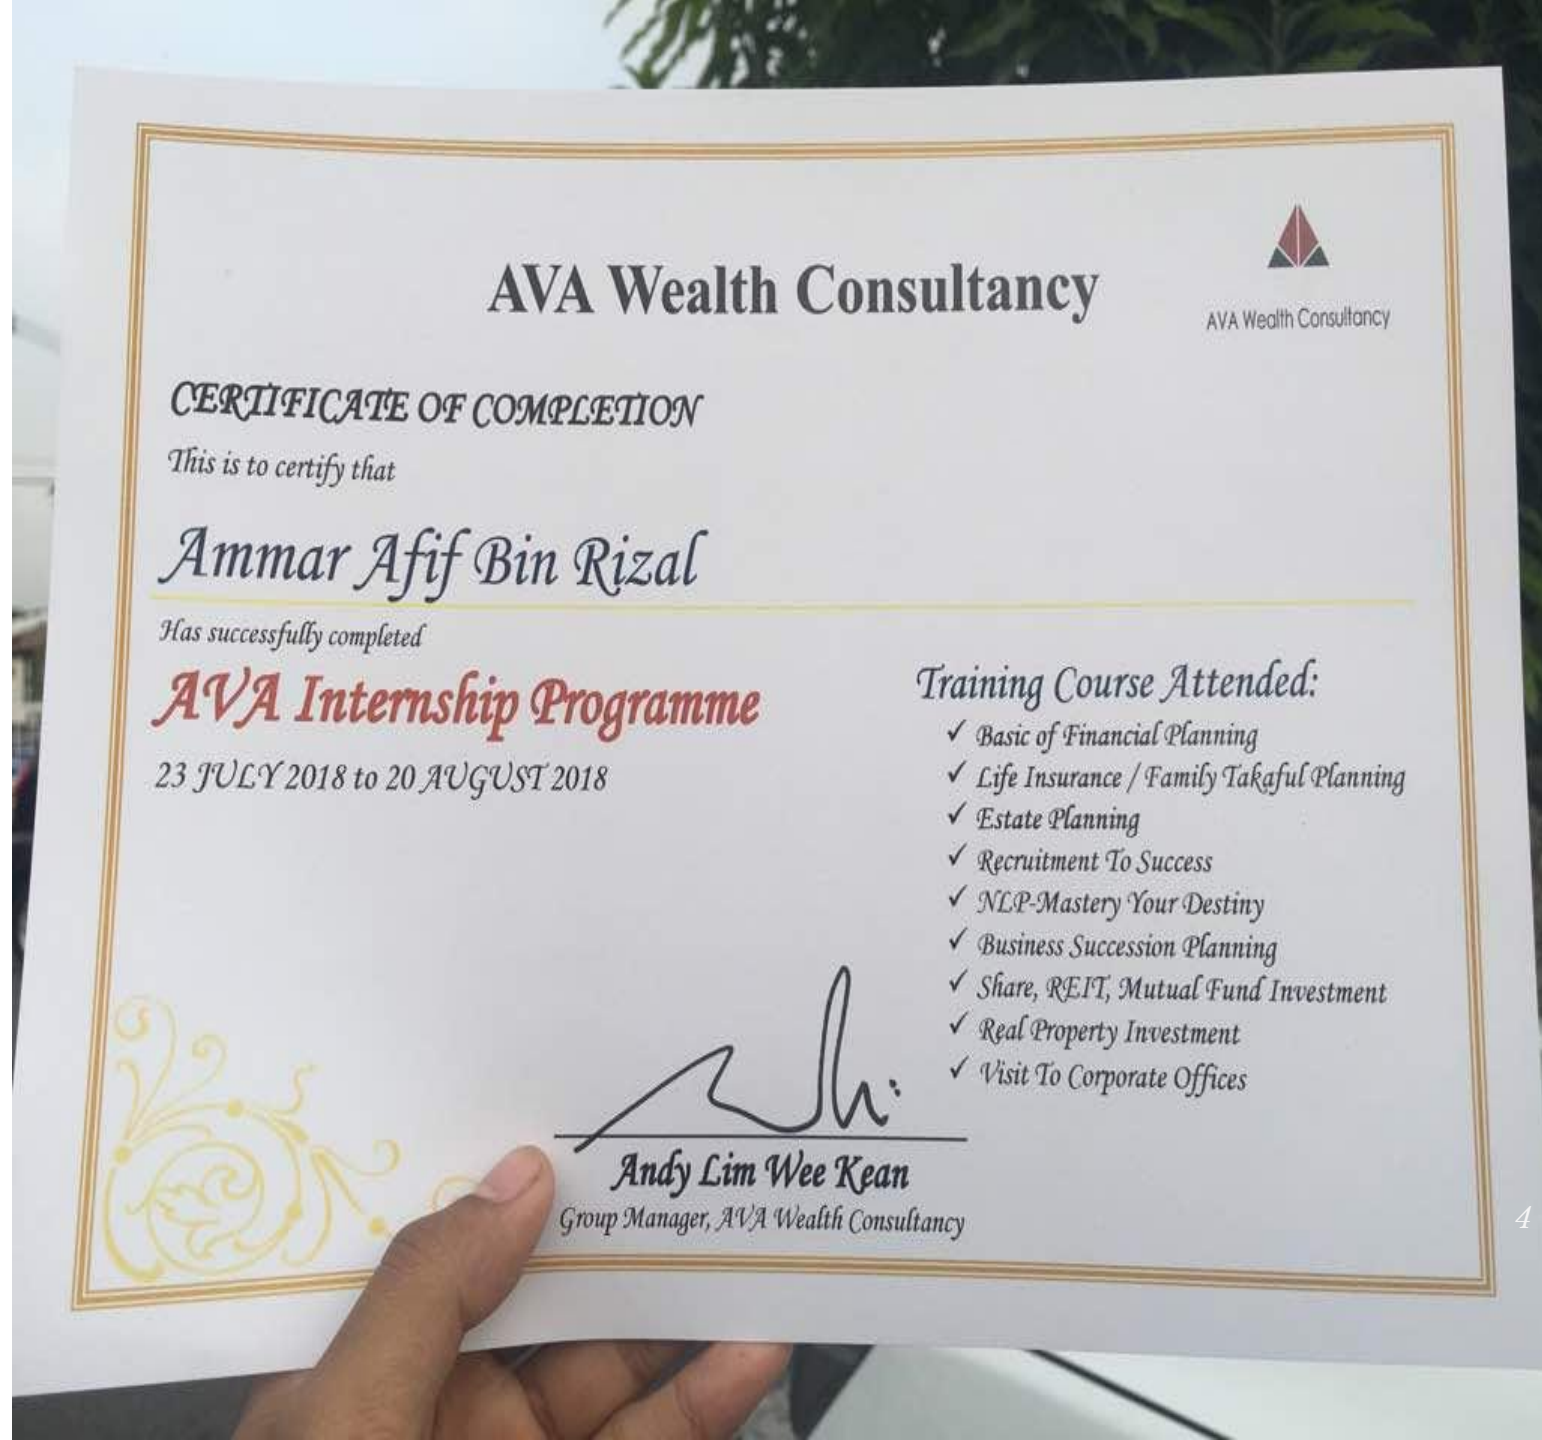 AVA Wealth Consultancy
AVA Wealth Consultancy
CERTIFICATE OF COMPLETION
This is to certify that
Ammar Afif Bin Rizal
Has successfully completed
AVA Internship Programme
23 JULY 2018 to 20 AUGUST 2018
Training Course Attended:
✓ Basic of Financial Planning
✓ Life Insurance / Family Takaful Planning
✓ Estate Planning
✓ Recruitment To Success
✓ NLP-Mastery Your Destiny
✓ Business Succession Planning
✓ Share, REIT, Mutual Fund Investment
✓ Real Property Investment
✓ Visit To Corporate Offices
Andy Lim Wee Kean
Group Manager, AVA Wealth Consultancy
4